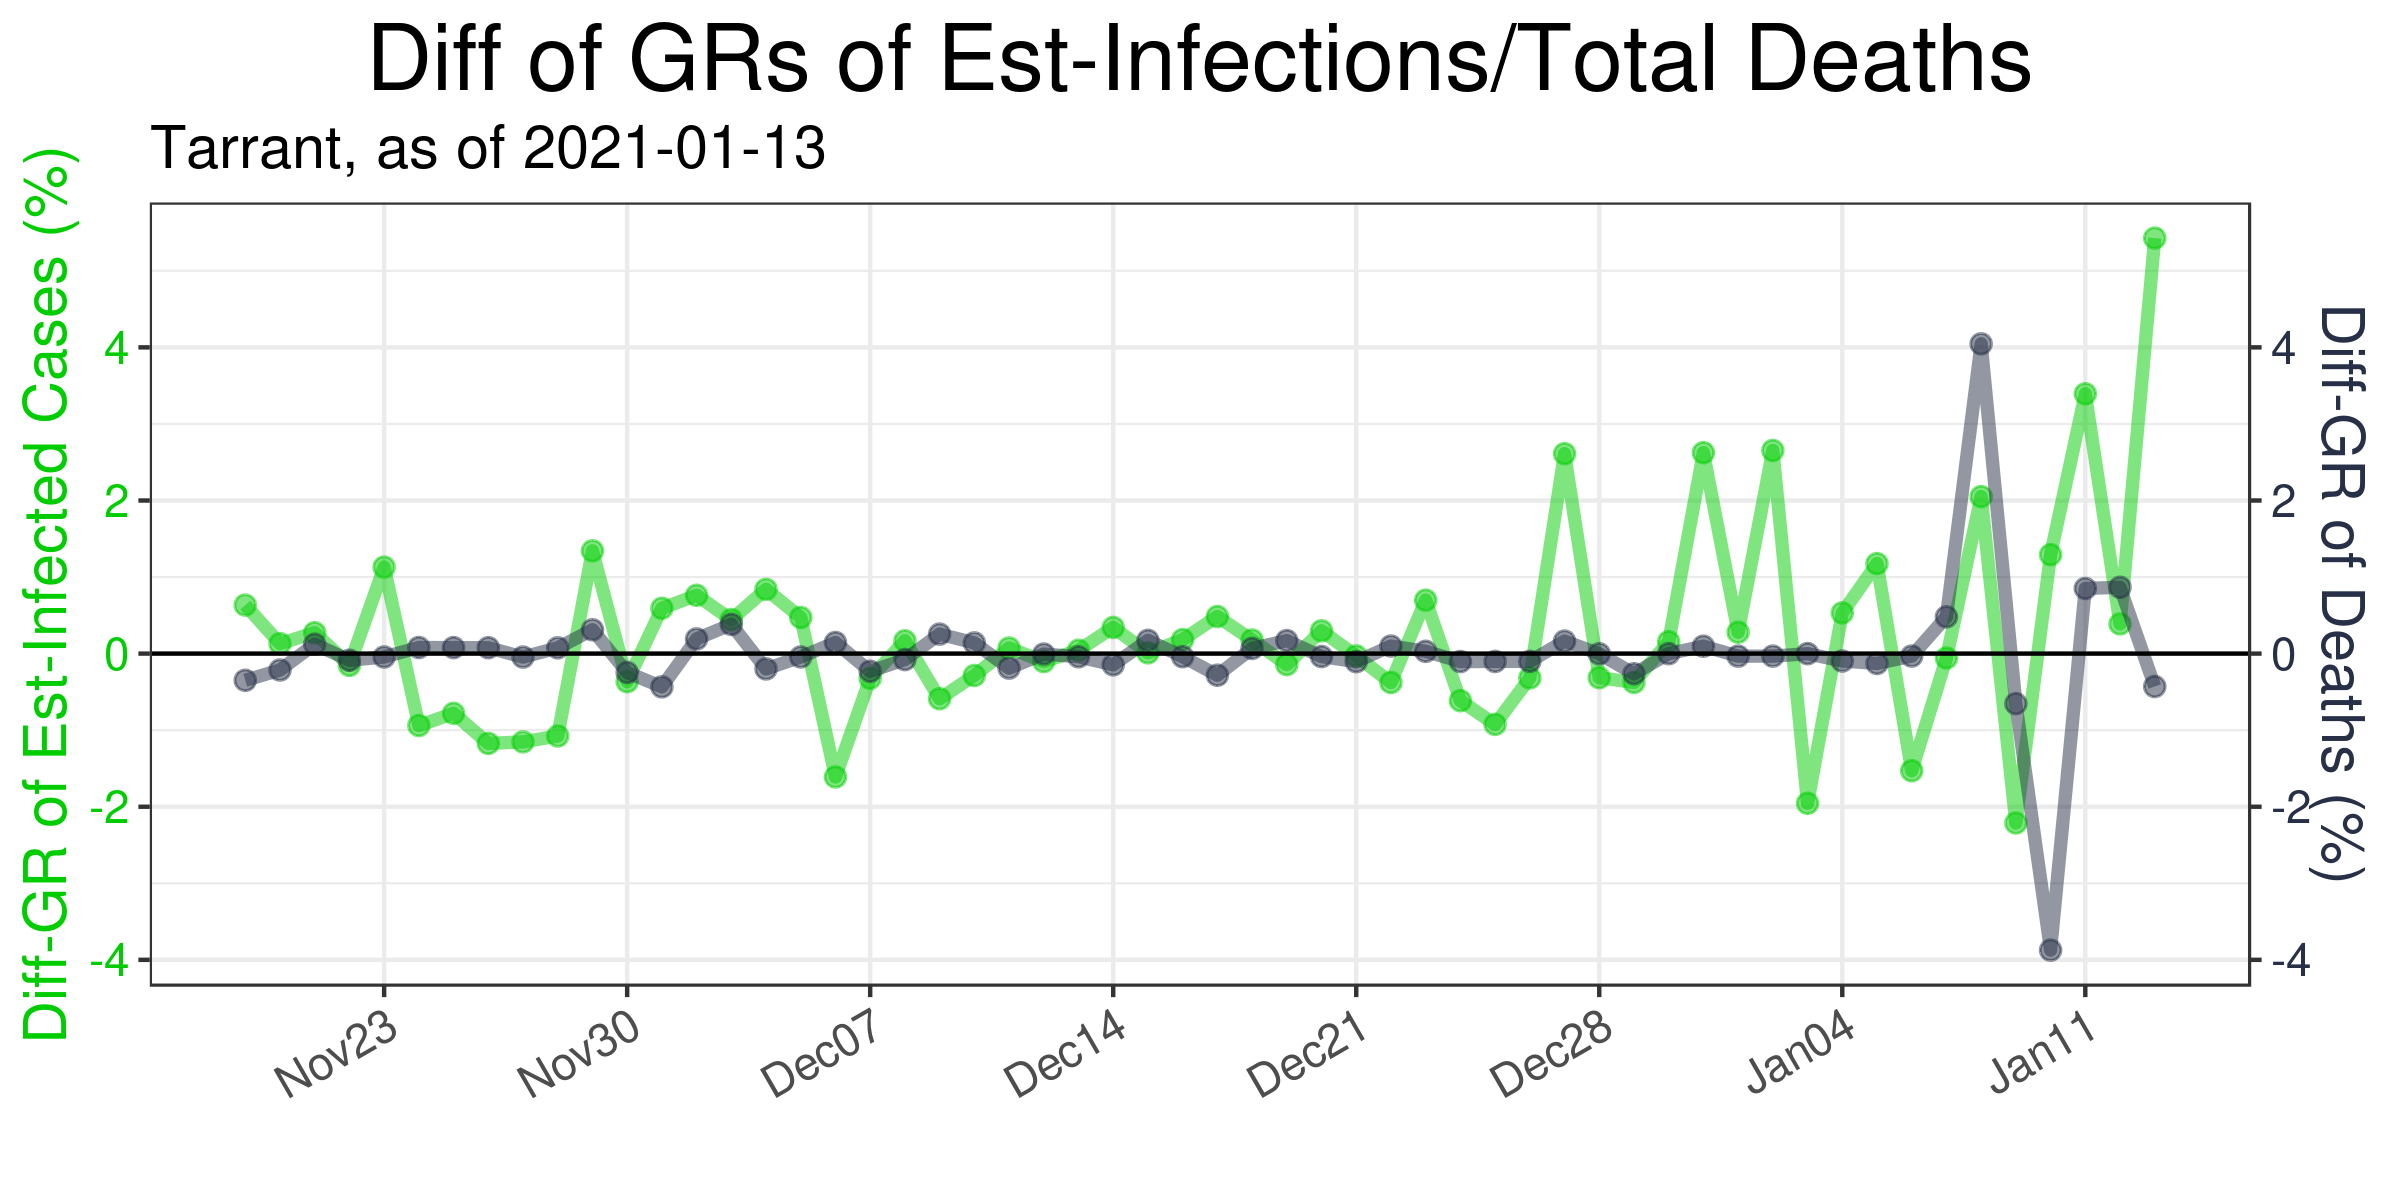 Diff of GRs of Est-Infections/Total Deaths
Tarrant, as of 2021-01-13
Diff-GR of Est-Infected Cases (%)
4
2
0
-2
-4
4
2
0
-2
-4
Diff-GR of Deaths (%)
Nov23
Nov30
Dec07
Dec14
Dec21
Dec28
Jan04
Jan11